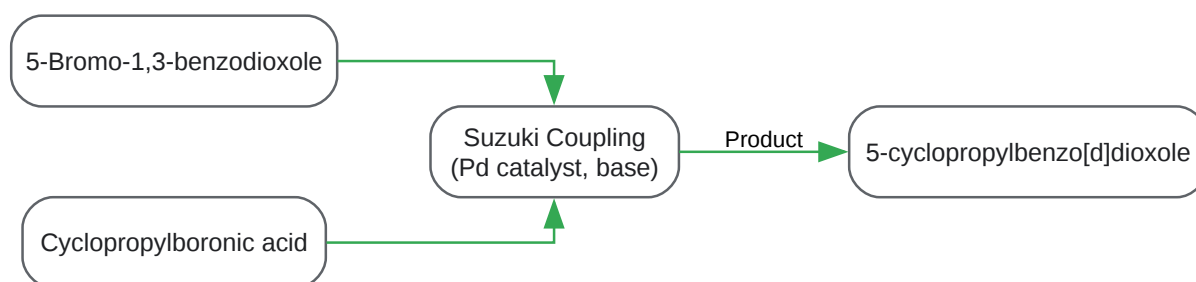 5-Bromo-1,3-benzodioxole
Suzuki Coupling
(Pd catalyst, base)
Product
5-cyclopropylbenzo[d]dioxole
Cyclopropylboronic acid